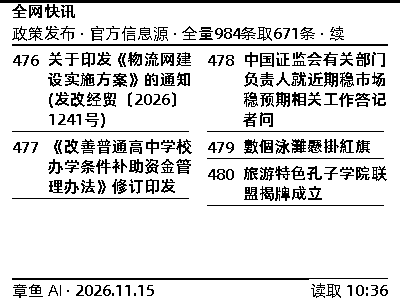 全网快讯
政策发布 · 官方信息源 · 全量984条取671条 · 续
476 关于印发《物流网建
设实施方案》的通知
(发改经贸〔2026〕
1241号)
477 《改善普通高中学校
办学条件补助资金管
理办法》修订印发
478 中国证监会有关部门
负责人就近期稳市场
稳预期相关工作答记
者问
479 數個泳灘懸掛紅旗
480 旅游特色孔子学院联
盟揭牌成立
章鱼 AI · 2026.11.15
读取 10:36